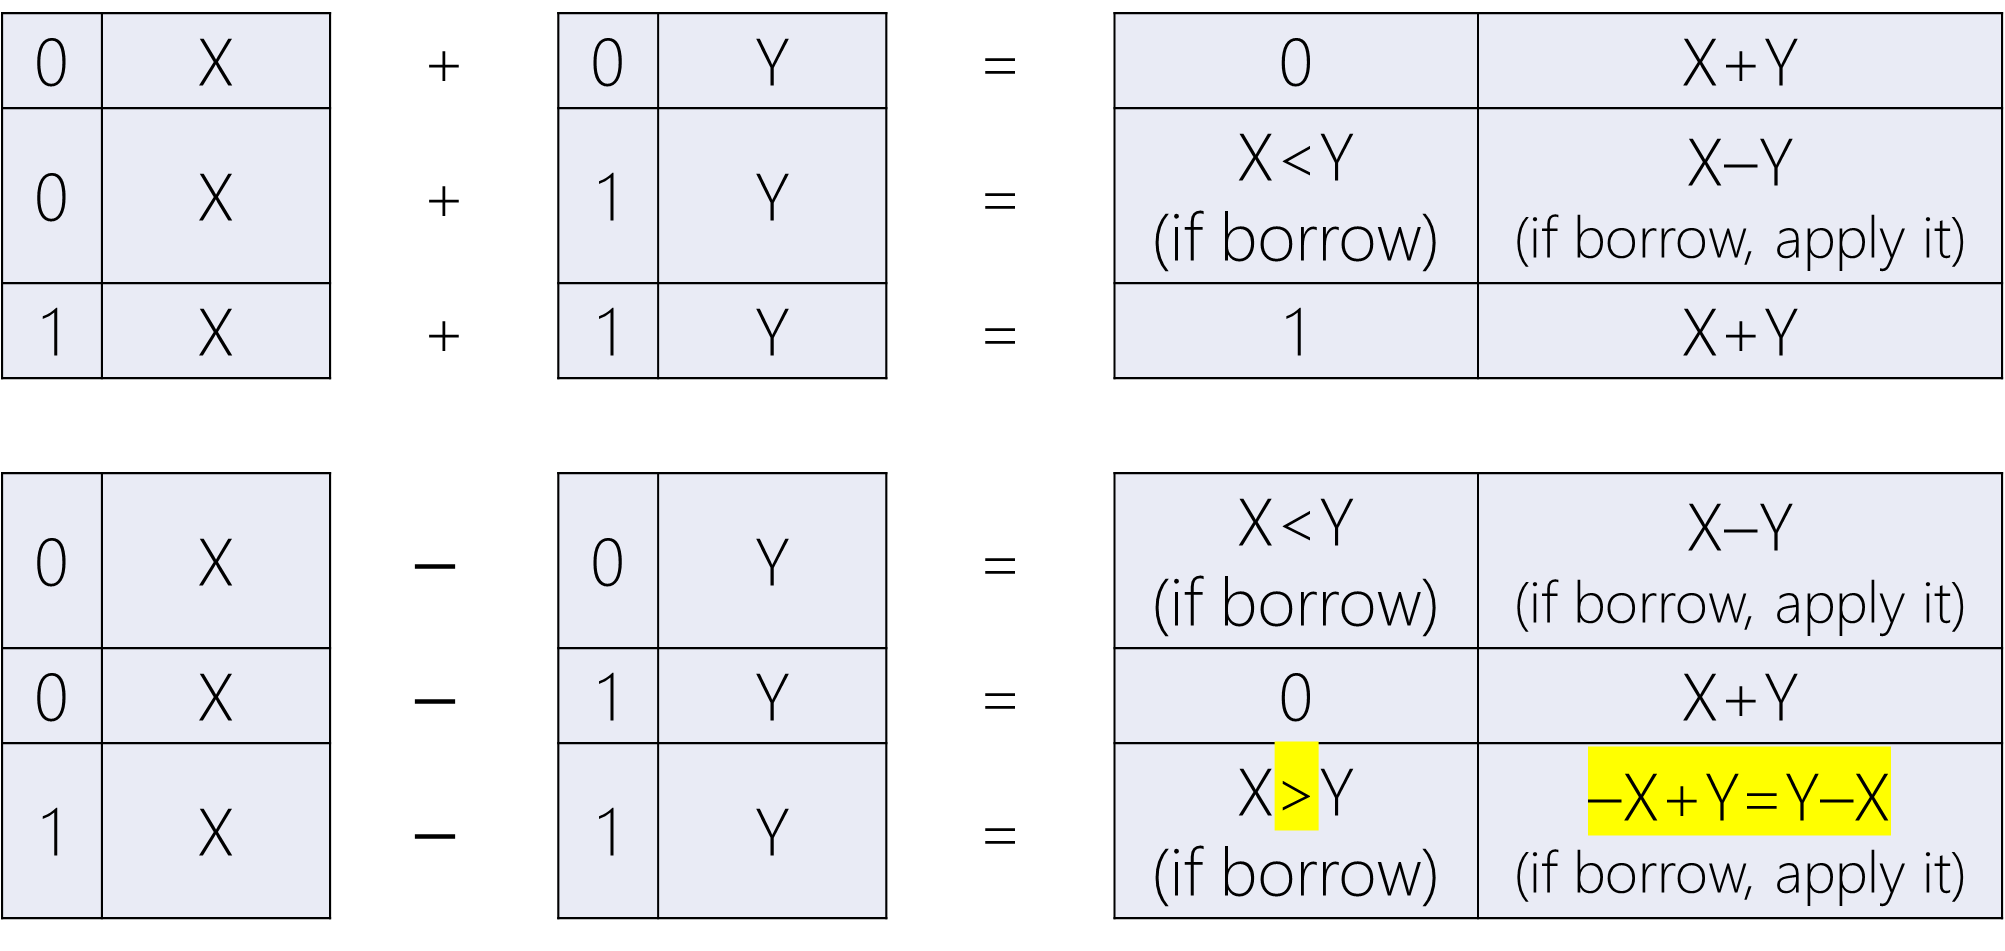 0 X + 0 Y = 0 X+Y
0 X + 1 Y = X<Y X–Y
(if borrow) (if borrow, apply it)
1 X + 1 Y = 1 X+Y
0 X – 0 Y = X<Y X–Y
(if borrow) (if borrow, apply it)
0 X – 1 Y = 0 X+Y
1 X – 1 Y = X>Y –X+Y=Y–X
(if borrow) (if borrow, apply it)